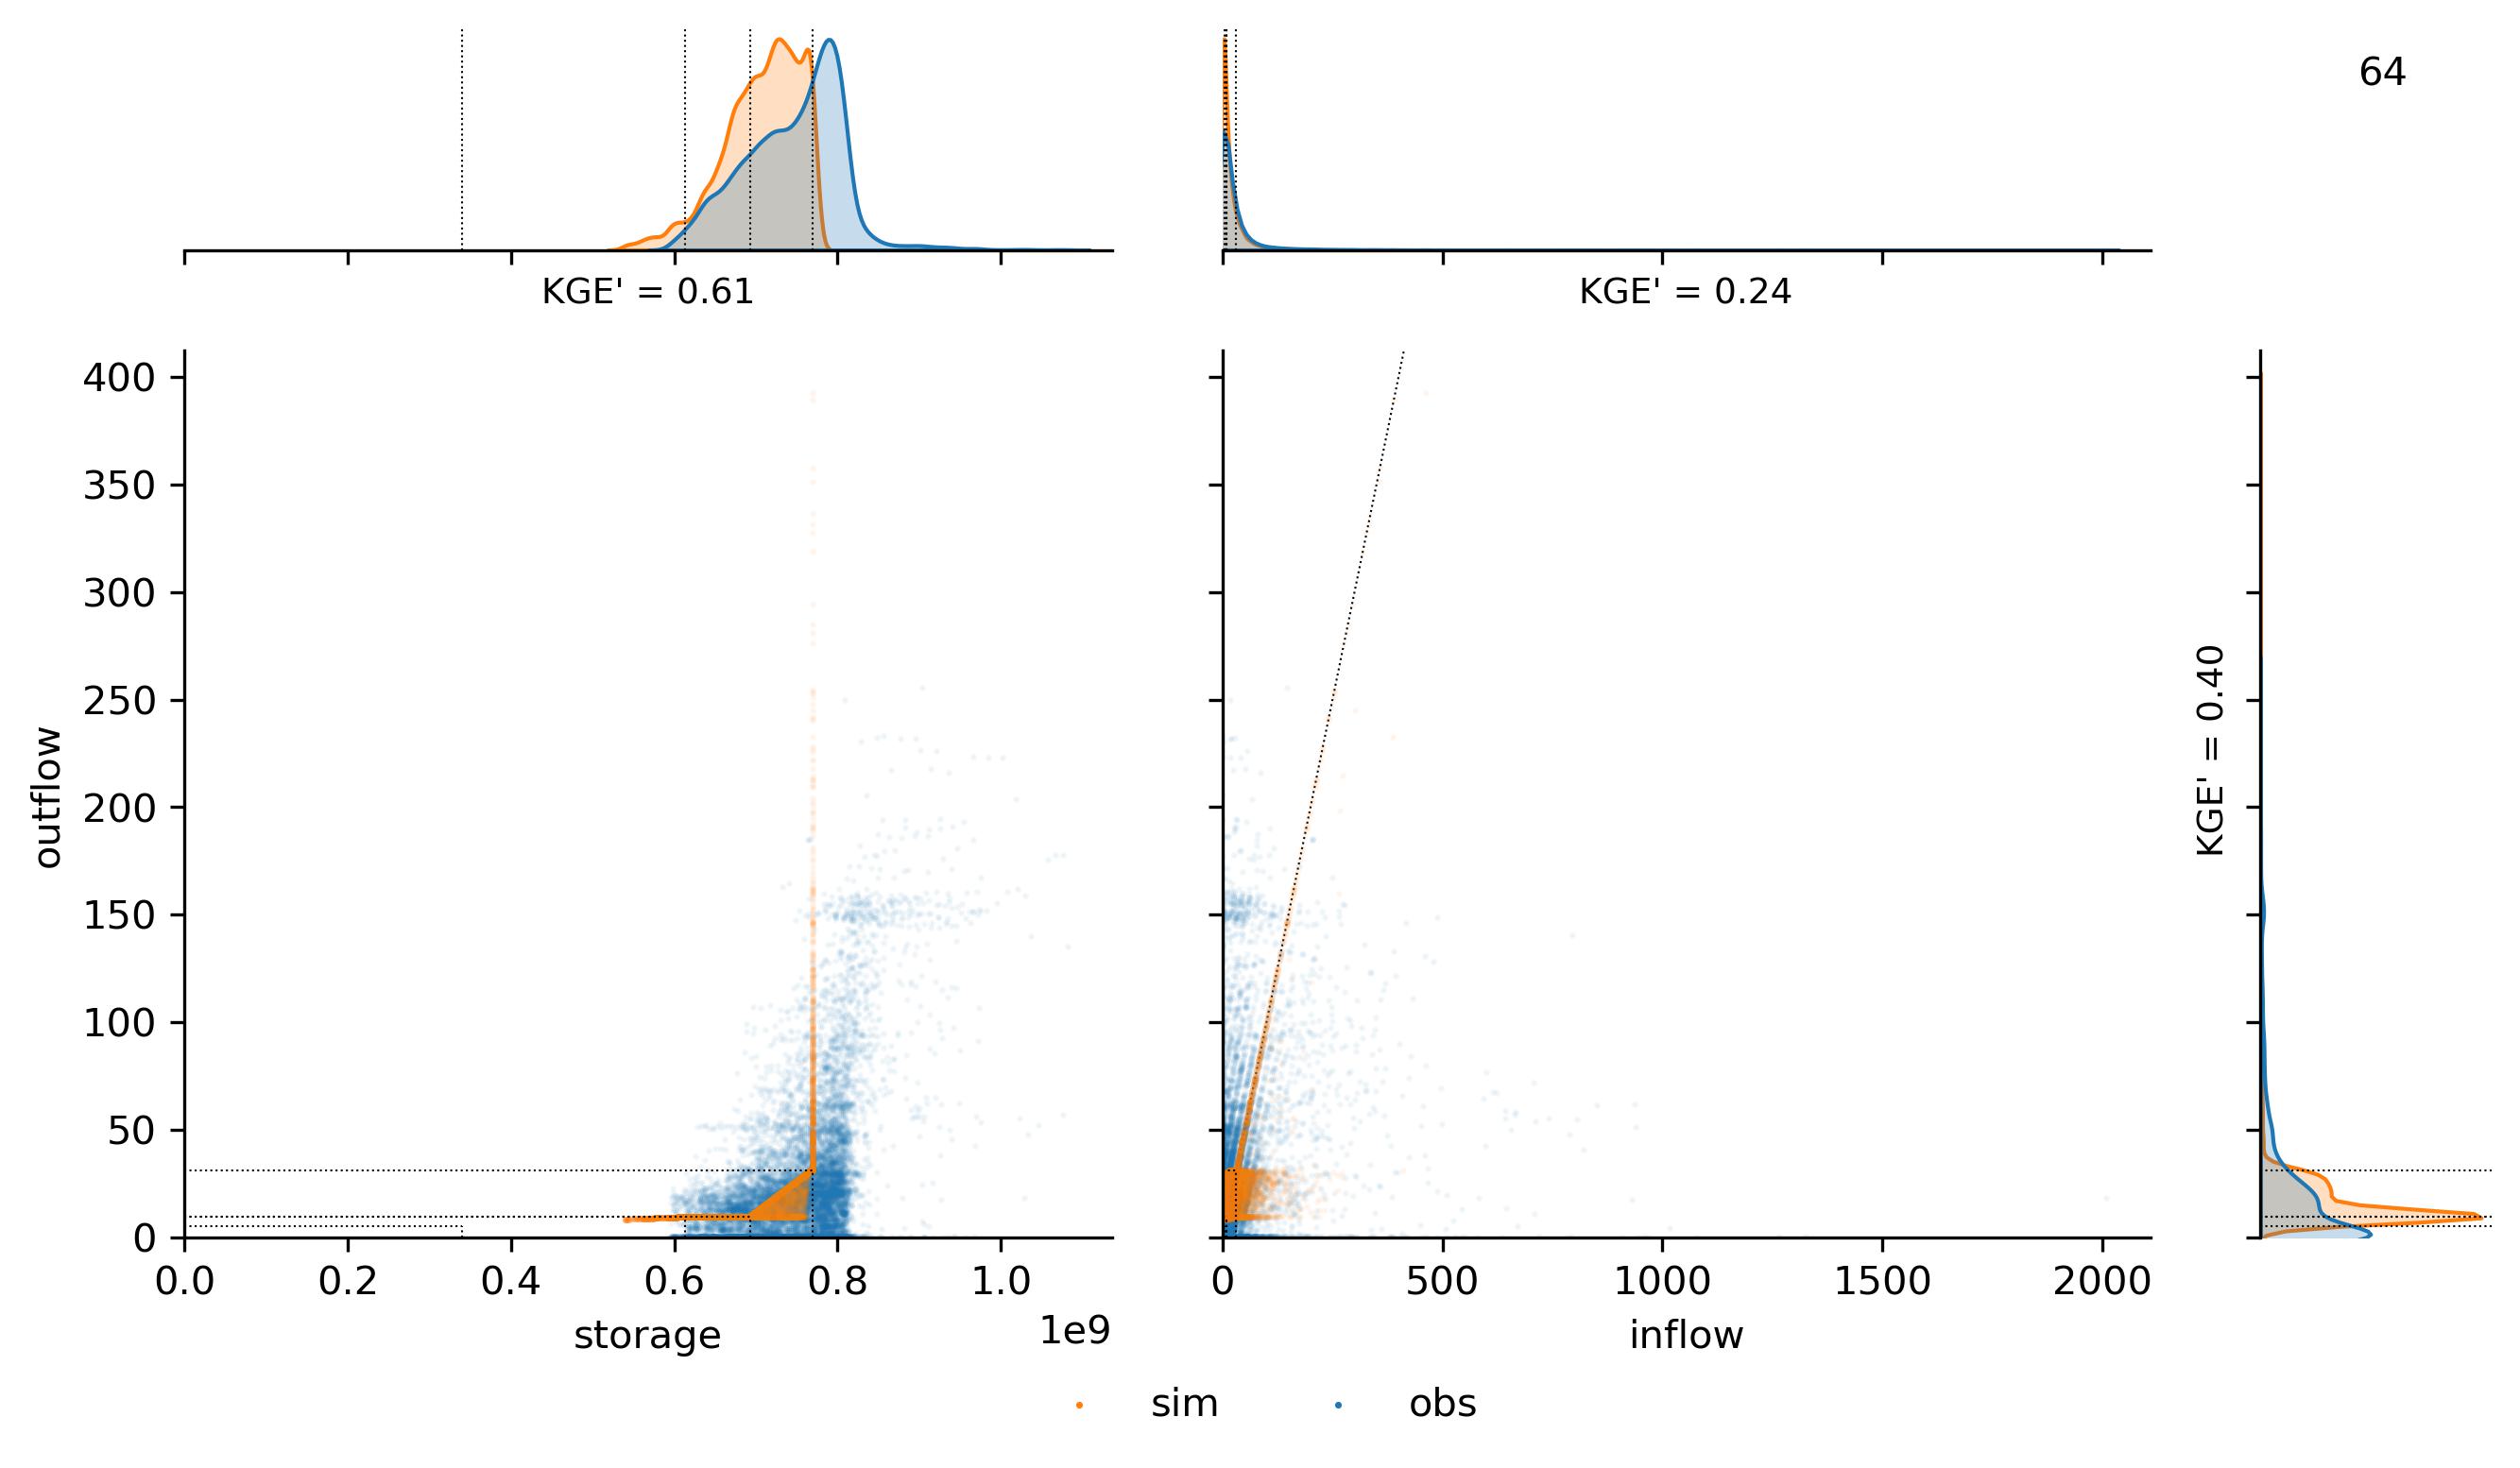 64
KGE' = 0.61
KGE' = 0.24
400
350
300
250
200
150
100
50
0
outflow
KGE' = 0.40
0.0 0.2 0.4 0.6 0.8 1.0
0 500 1000 1500 2000
1e9
storage
inflow
sim obs